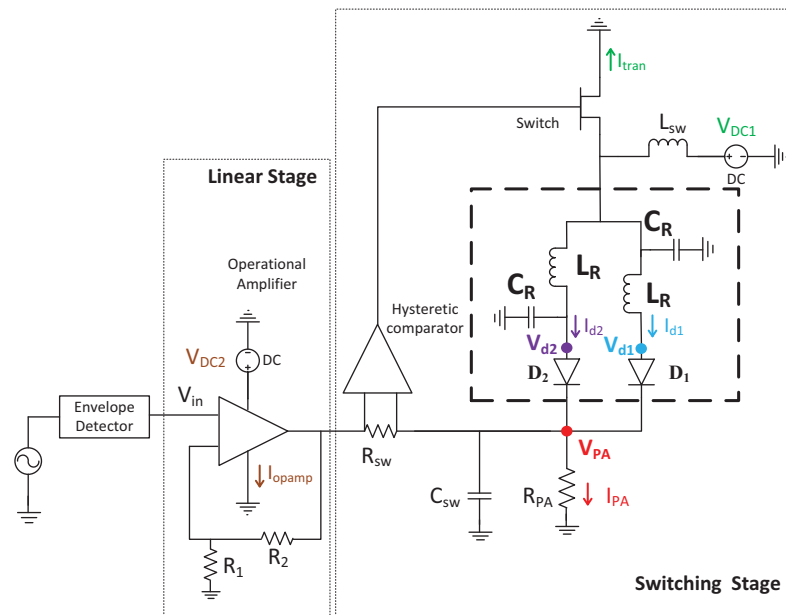 I_tran
Switch
L_sw
V_DC1
+ -
DC
Linear Stage
C_R
L_R
Operational
Amplifier
C_R
L_R
Hysteretic
comparator
I_d2
I_d1
V_DC2
+
-
DC
V_d2
V_d1
D_2
D_1
Envelope
Detector
V_in
R_sw
V_PA
I_opamp
C_sw
R_PA
I_PA
R_1
R_2
Switching Stage